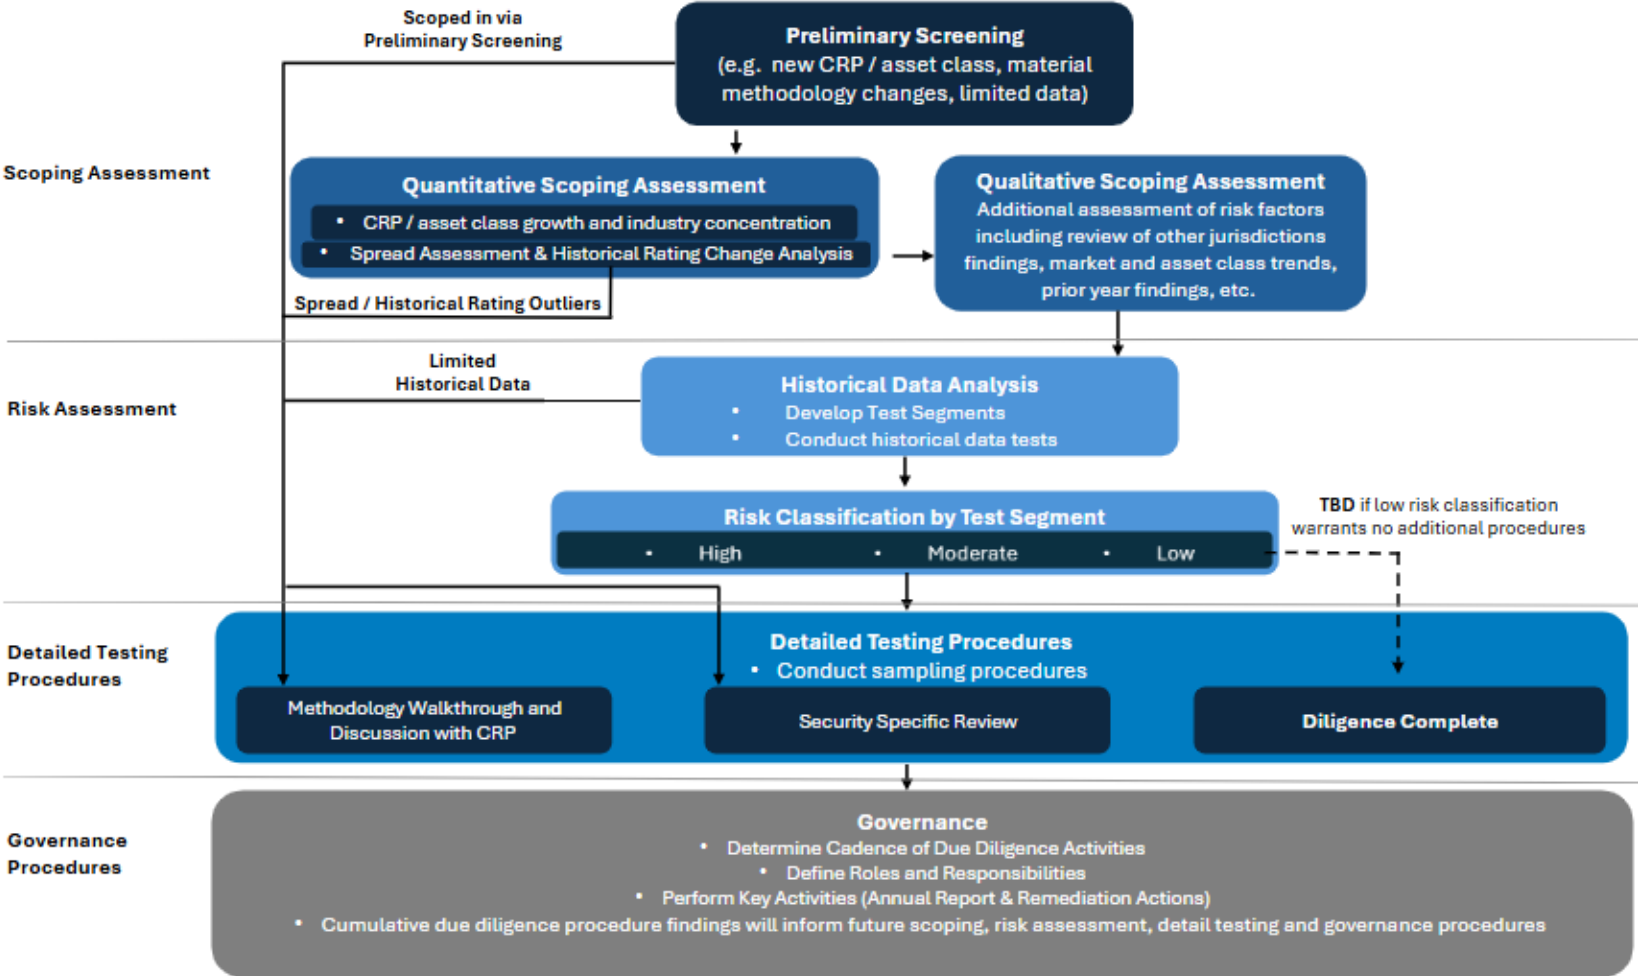 Scoped in via
Preliminary Screening
Preliminary Screening
(e.g. new CRP / asset class, material
methodology changes, limited data)
Scoping Assessment
Quantitative Scoping Assessment
• CRP / asset class growth and industry concentration
• Spread Assessment & Historical Rating Change Analysis
Qualitative Scoping Assessment
Additional assessment of risk factors
including review of other jurisdictions
findings, market and asset class trends,
prior year findings, etc.
Spread / Historical Rating Outliers
Risk Assessment
Limited
Historical Data
Historical Data Analysis
• Develop Test Segments
• Conduct historical data tests
Risk Classification by Test Segment
• High • Moderate • Low
TBD if low risk classification
warrants no additional procedures
Detailed Testing
Procedures
Detailed Testing Procedures
• Conduct sampling procedures
Methodology Walkthrough and
Discussion with CRP
Security Specific Review
Diligence Complete
Governance
Procedures
Governance
• Determine Cadence of Due Diligence Activities
• Define Roles and Responsibilities
• Perform Key Activities (Annual Report & Remediation Actions)
• Cumulative due diligence procedure findings will inform future scoping, risk assessment, detail testing and governance procedures